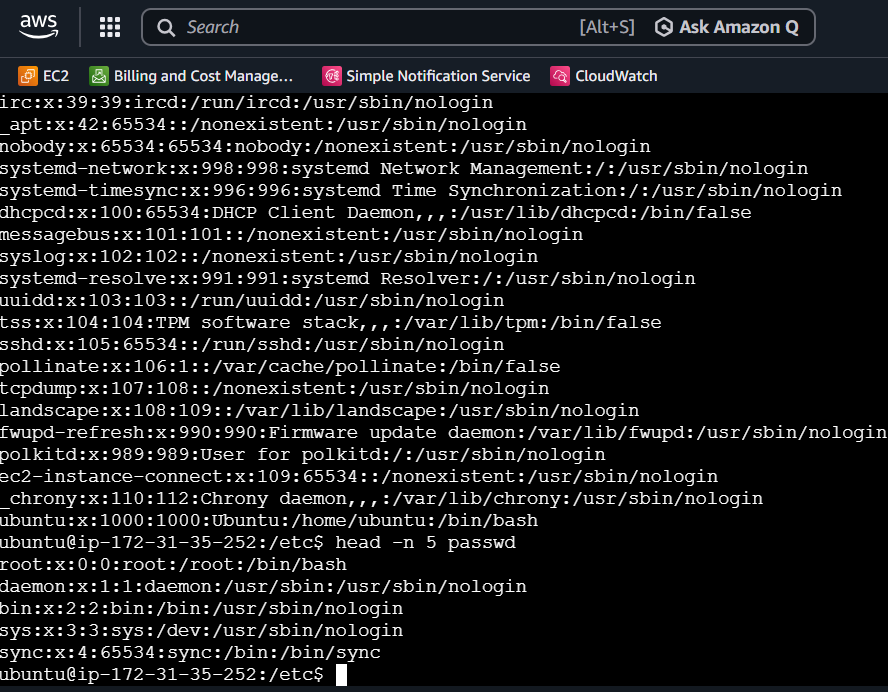 aws
Search [Alt+S] Ask Amazon Q
EC2 Billing and Cost Manage... Simple Notification Service CloudWatch
irc:x:39:39:ircd:/run/ircd:/usr/sbin/nologin
_apt:x:42:65534::/nonexistent:/usr/sbin/nologin
nobody:x:65534:65534:nobody:/nonexistent:/usr/sbin/nologin
systemd-network:x:998:998:systemd Network Management:/:/usr/sbin/nologin
systemd-timesync:x:996:996:systemd Time Synchronization:/:/usr/sbin/nologin
dhcpcd:x:100:65534:DHCP Client Daemon,,,:/usr/lib/dhcpcd:/bin/false
messagebus:x:101:101::/nonexistent:/usr/sbin/nologin
syslog:x:102:102::/nonexistent:/usr/sbin/nologin
systemd-resolve:x:991:991:systemd Resolver:/:/usr/sbin/nologin
uuidd:x:103:103::/run/uuidd:/usr/sbin/nologin
tss:x:104:104:TPM software stack,,,:/var/lib/tpm:/bin/false
sshd:x:105:65534::/run/sshd:/usr/sbin/nologin
pollinate:x:106:1::/var/cache/pollinate:/bin/false
tcpdump:x:107:108::/nonexistent:/usr/sbin/nologin
landscape:x:108:109::/var/lib/landscape:/usr/sbin/nologin
fwupd-refresh:x:990:990:Firmware update daemon:/var/lib/fwupd:/usr/sbin/nologin
polkitd:x:989:989:User for polkitd:/:/usr/sbin/nologin
ec2-instance-connect:x:109:65534::/nonexistent:/usr/sbin/nologin
_chrony:x:110:112:Chrony daemon,,,:/var/lib/chrony:/usr/sbin/nologin
ubuntu:x:1000:1000:Ubuntu:/home/ubuntu:/bin/bash
ubuntu@ip-172-31-35-252:/etc$ head -n 5 passwd
root:x:0:0:root:/root:/bin/bash
daemon:x:1:1:daemon:/usr/sbin:/usr/sbin/nologin
bin:x:2:2:bin:/bin:/usr/sbin/nologin
sys:x:3:3:sys:/dev:/usr/sbin/nologin
sync:x:4:65534:sync:/bin:/bin/sync
ubuntu@ip-172-31-35-252:/etc$